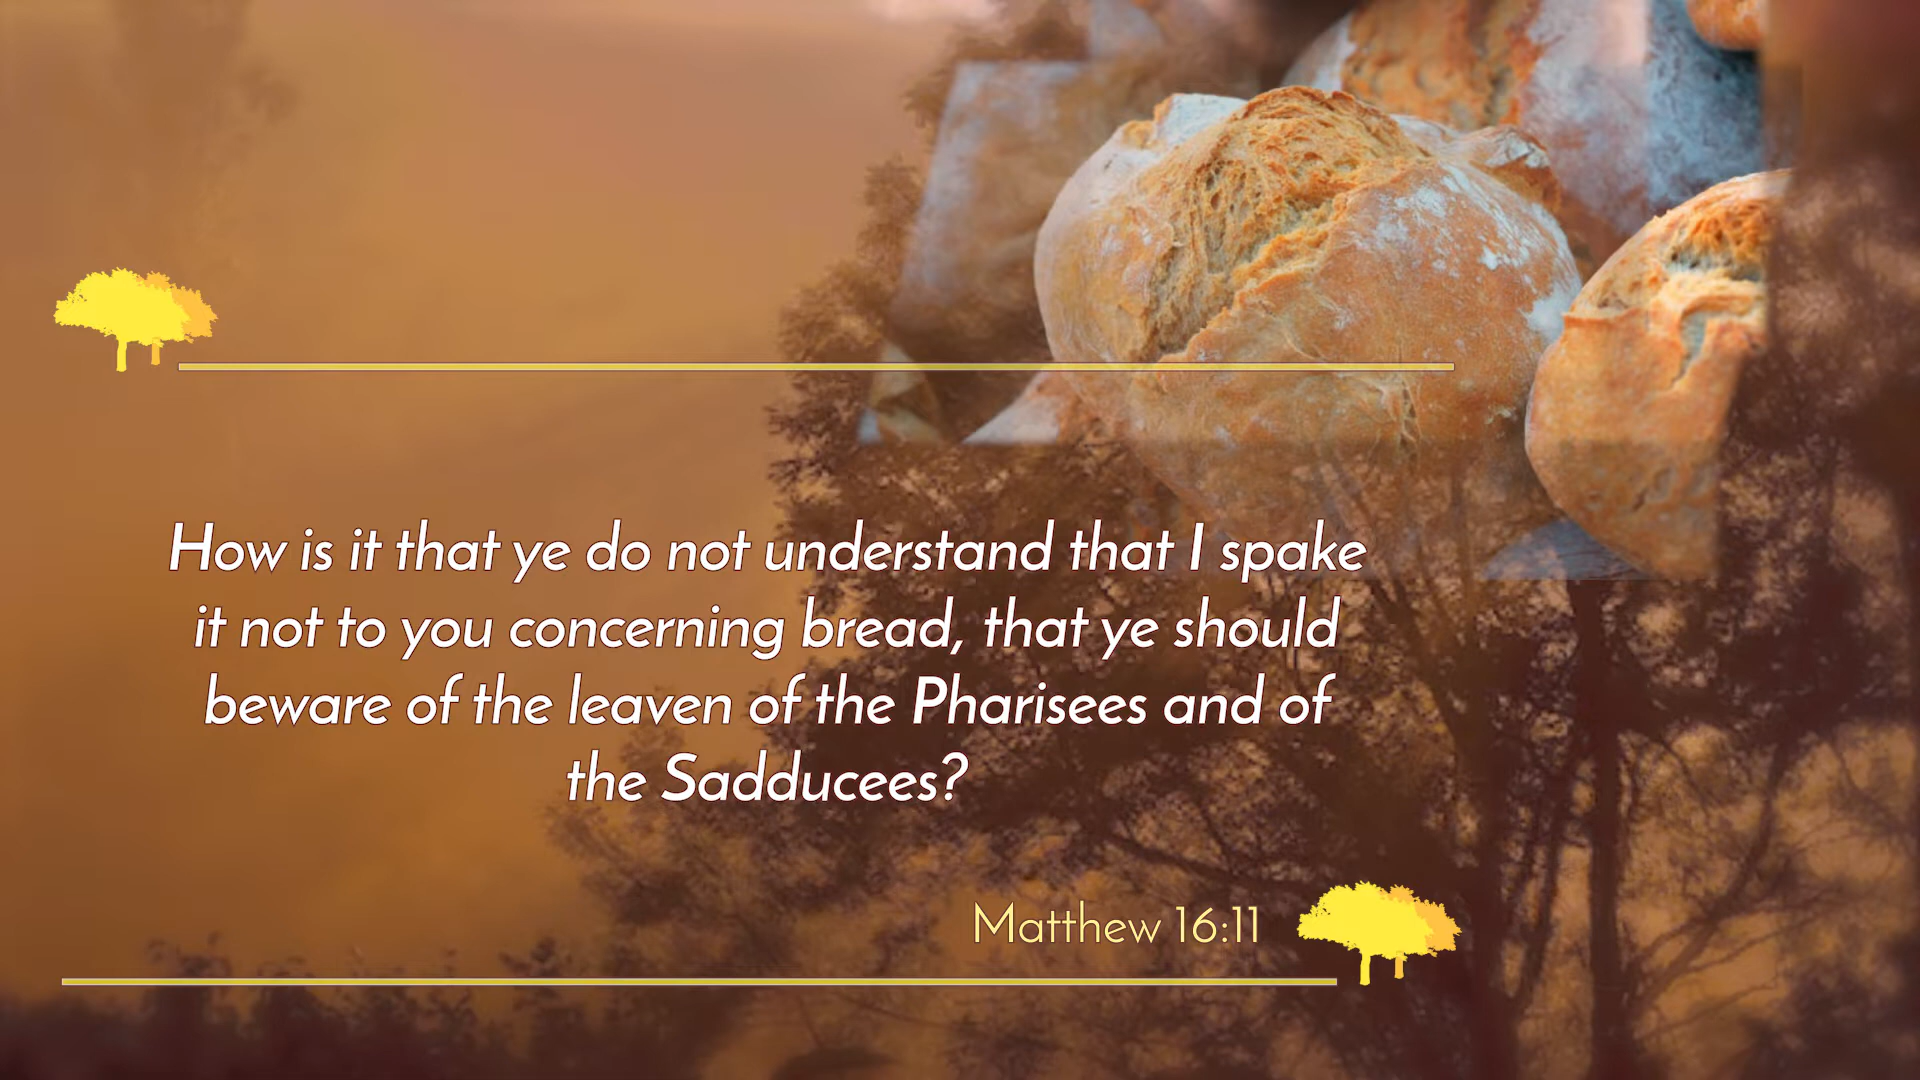 How is it that ye do not understand that I spake
it not to you concerning bread, that ye should
beware of the leaven of the Pharisees and of
the Sadducees?
Matthew 16:11